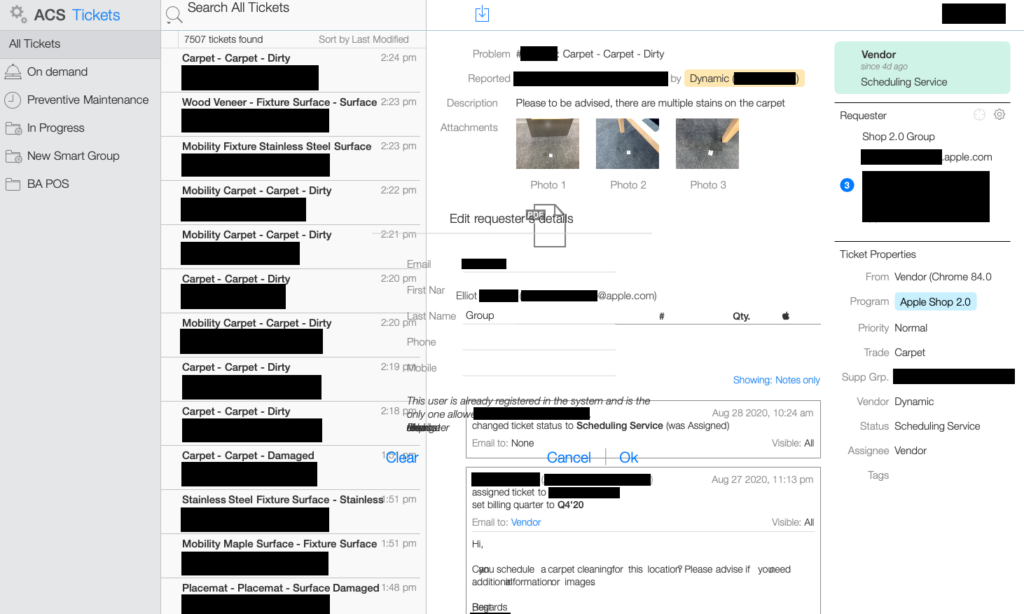 ACS Tickets
Search All Tickets
All Tickets
On demand
Preventive Maintenance
In Progress
New Smart Group
BA POS
7507 tickets found
Sort by Last Modified
Carpet - Carpet - Dirty 2:24 pm
Wood Veneer - Fixture Surface - Surface 2:23 pm
Mobility Fixture Stainless Steel Surface 2:23 pm
Mobility Carpet - Carpet - Dirty 2:22 pm
Mobility Carpet - Carpet - Dirty 2:21 pm
Carpet - Carpet - Dirty 2:20 pm
Mobility Carpet - Carpet - Dirty 2:20 pm
Carpet - Carpet - Dirty 2:19 pm
Carpet - Carpet - Dirty 2:18 pm
Carpet - Carpet - Damaged
Stainless Steel Fixture Surface - Stainless 1:51 pm
Mobility Maple Surface - Fixture Surface 1:51 pm
Placemat - Placemat - Surface Damaged 1:48 pm
Problem # Carpet - Carpet - Dirty
Reported by Dynamic (
Description Please to be advised, there are multiple stains on the carpet
Attachments
Photo 1 Photo 2 Photo 3
PDF
Edit requester's details
Email
First Nar Elliot ( @apple.com)
Last Name Group
# Qty.
Phone
Mobile
Showing: Notes only
This user is already registered in the system and is the
only one allowe
Clear
Cancel Ok
Aug 28 2020, 10:24 am
changed ticket status to Scheduling Service (was Assigned)
Email to: None Visible: All
( ) Aug 27 2020, 11:13 pm
assigned ticket to
set billing quarter to Q4'20
Email to: Vendor Visible: All
Hi,
Can you schedule a carpet cleaning for this location? Please advise if you need
additional information or images
Best Regards
Vendor
since 4d ago
Scheduling Service
Requester
Shop 2.0 Group
.apple.com
3
Ticket Properties
From Vendor (Chrome 84.0
Program Apple Shop 2.0
Priority Normal
Trade Carpet
Supp Grp.
Vendor Dynamic
Status Scheduling Service
Assignee Vendor
Tags